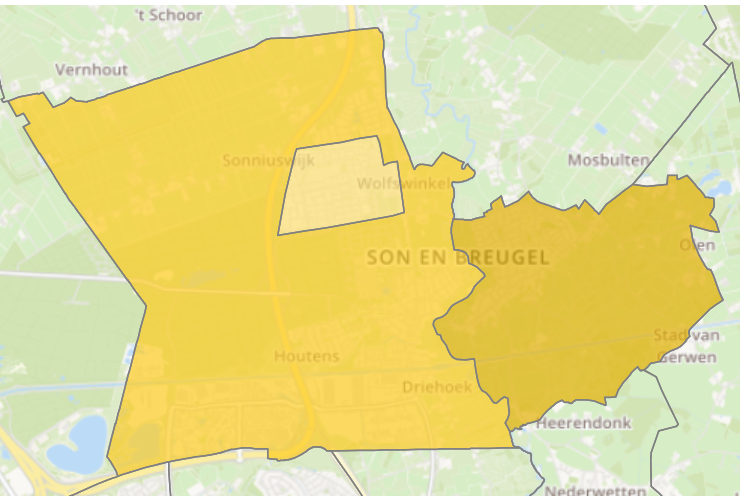 't Schoor
Vernhout
Sonniuswijk
Mosbulten
Wolfswinkel
Olen
SON EN BREUGEL
Stad van
Gerwen
Houtens
Driehoek
Heerendonk
Nederwetten